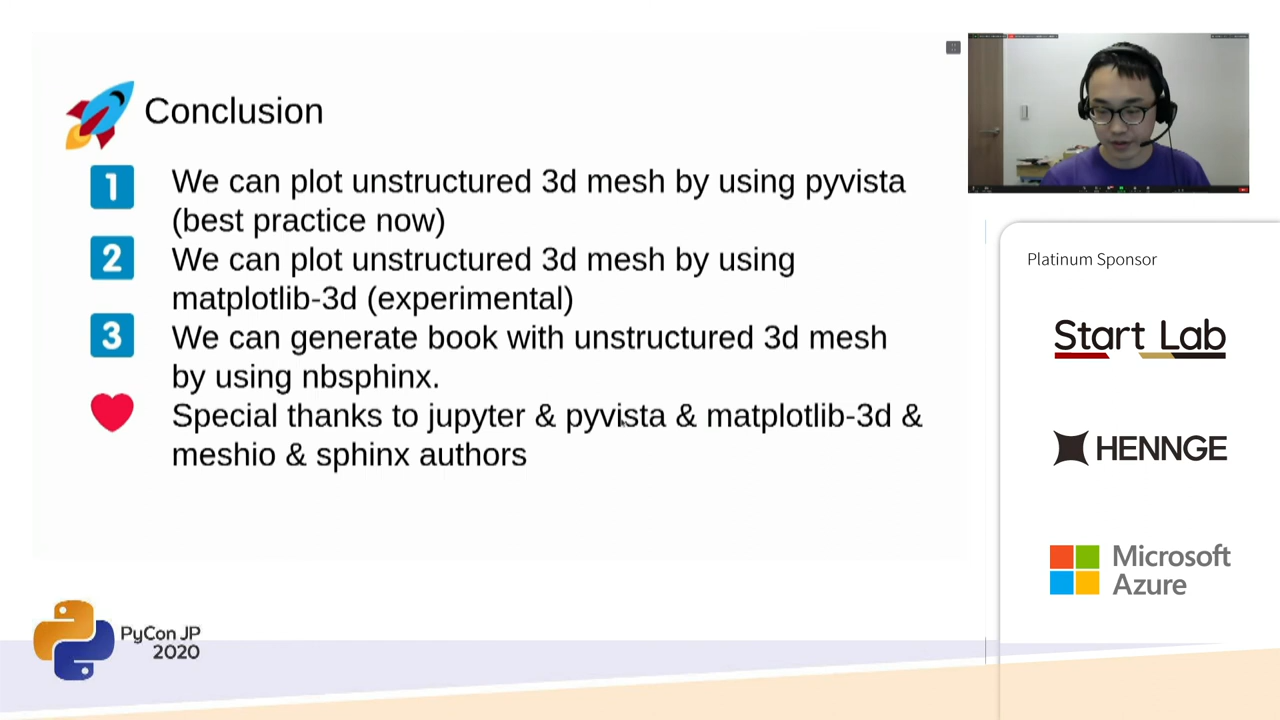 Conclusion
1
We can plot unstructured 3d mesh by using pyvista
(best practice now)
2
We can plot unstructured 3d mesh by using
matplotlib-3d (experimental)
3
We can generate book with unstructured 3d mesh
by using nbsphinx.
Special thanks to jupyter & pyvista & matplotlib-3d &
meshio & sphinx authors
Platinum Sponsor
Start Lab
HENNGE
Microsoft
Azure
PyCon JP
2020